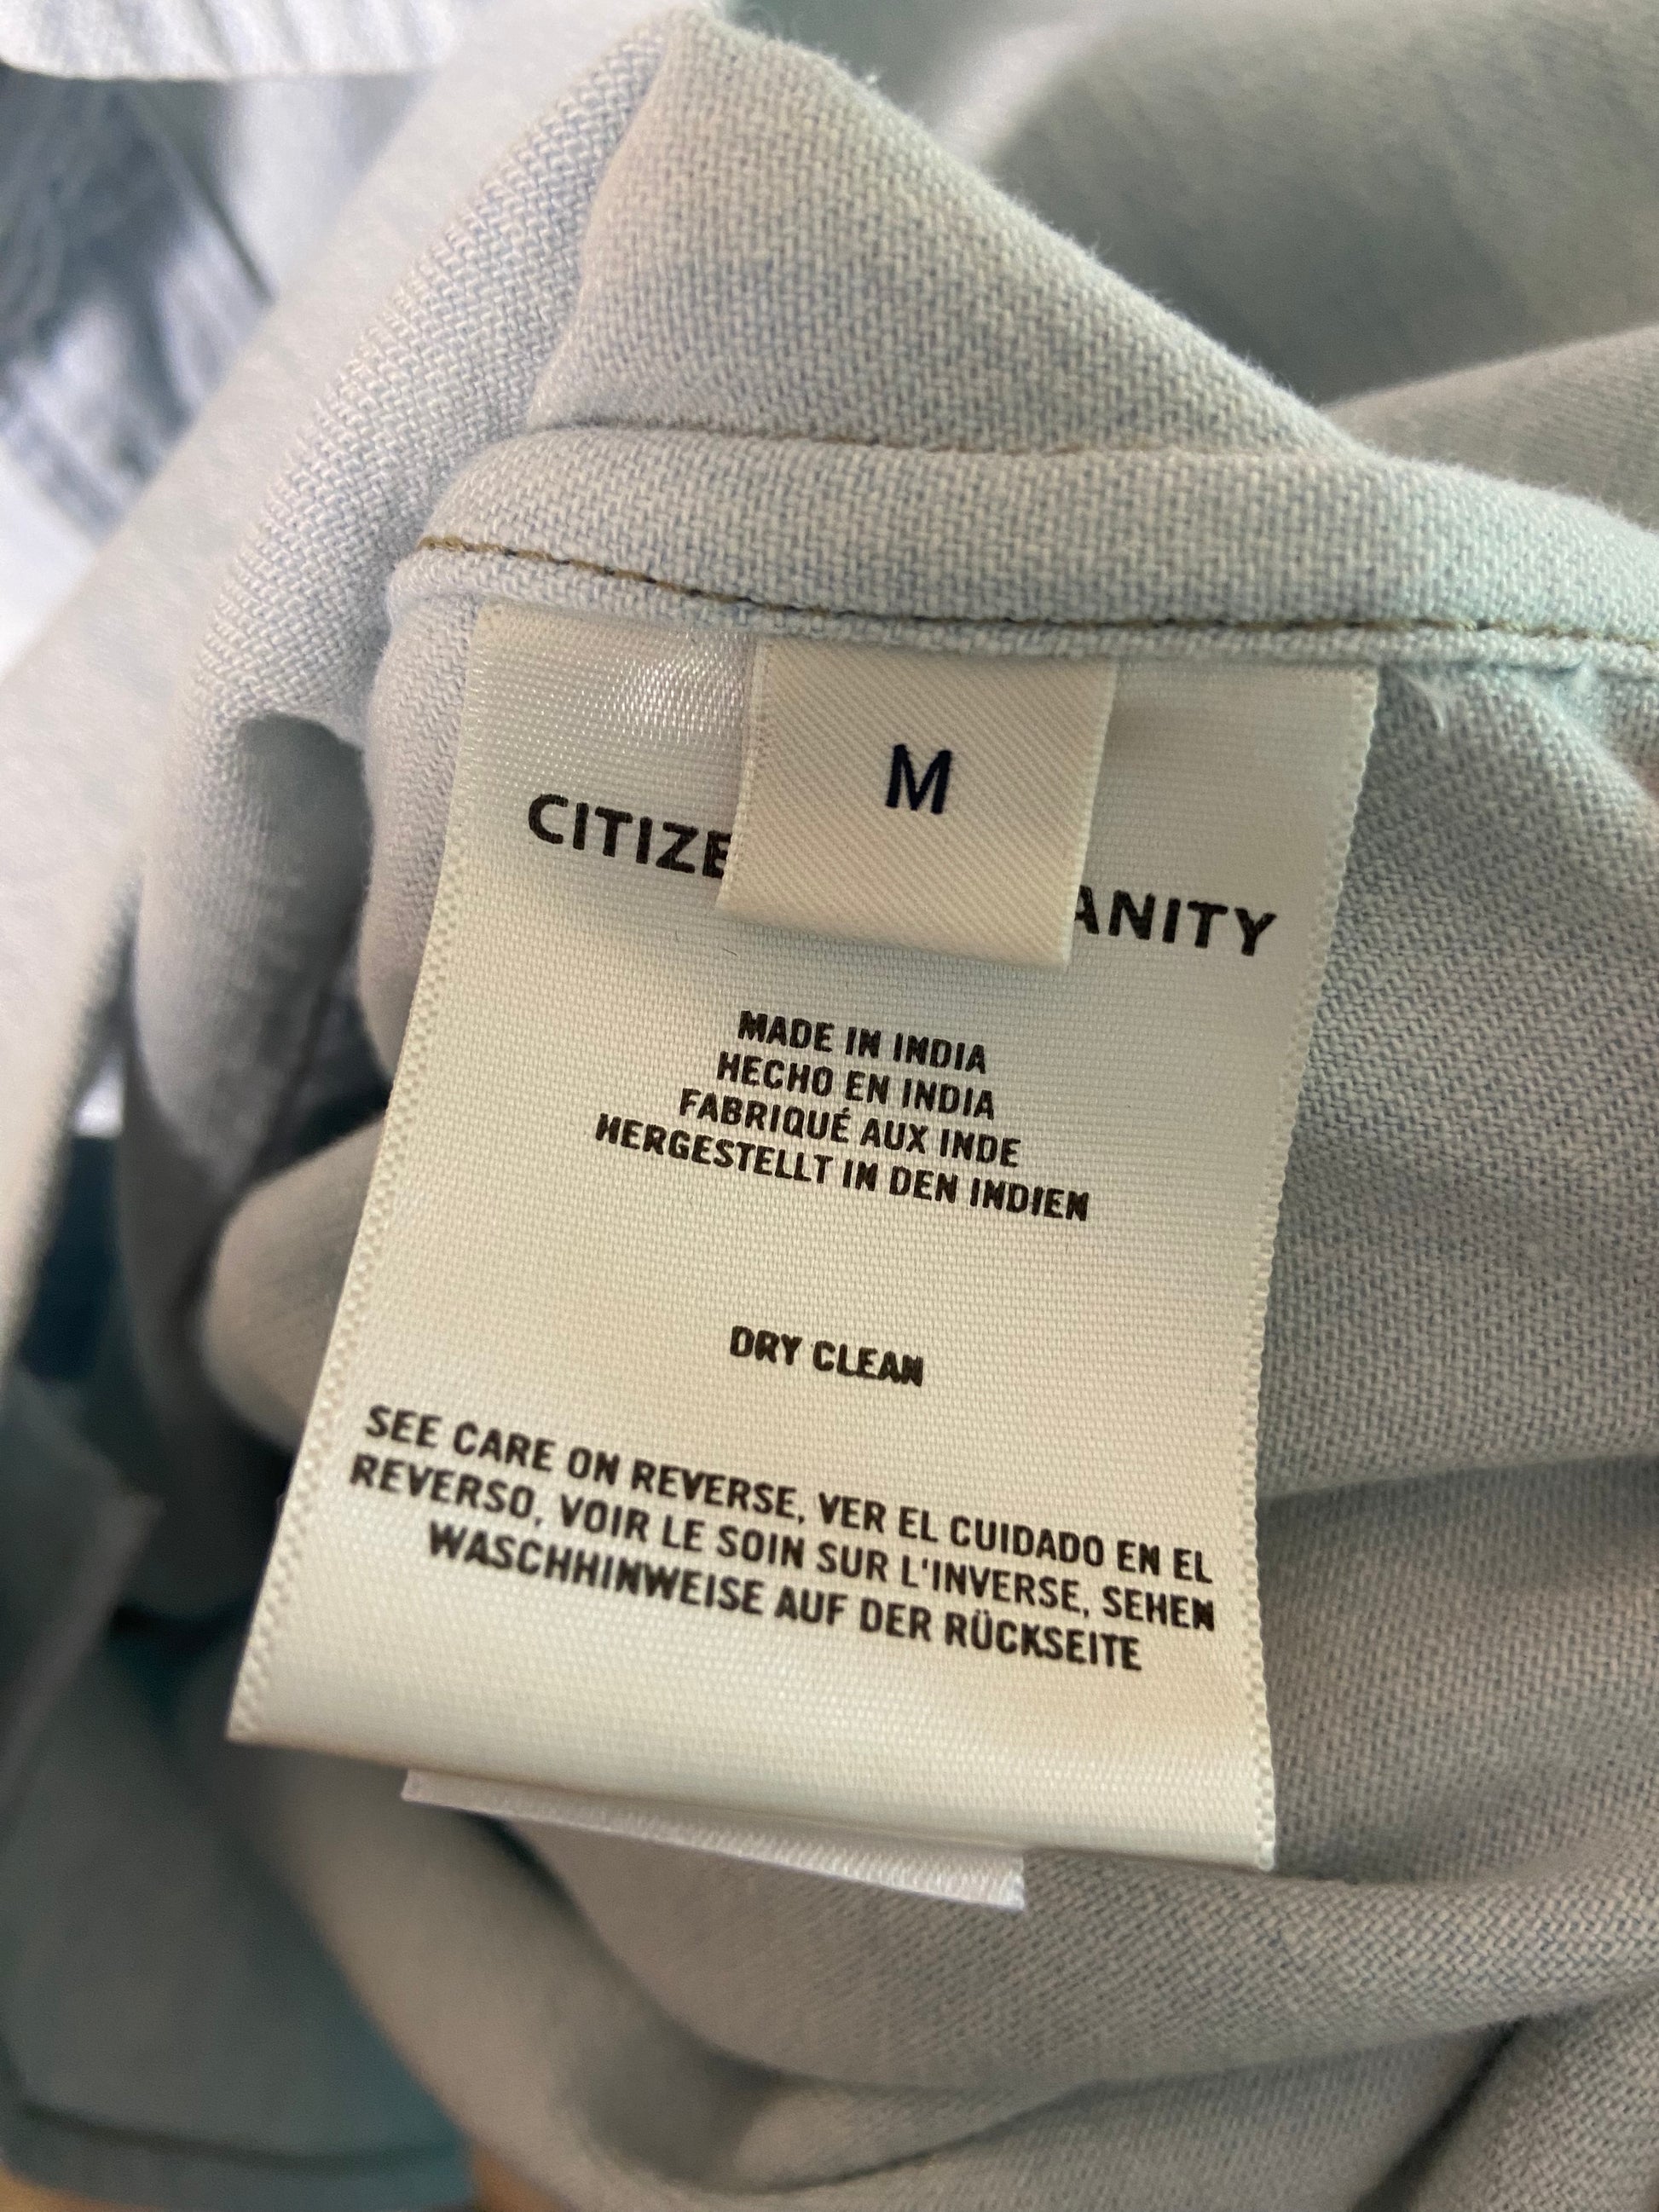 M
CITIZE ANITY
MADE IN INDIA
HECHO EN INDIA
FABRIQUÉ AUX INDE
HERGESTELLT IN DEN INDIEN
DRY CLEAN
SEE CARE ON REVERSE, VER EL CUIDADO EN EL
REVERSO, VOIR LE SOIN SUR L'INVERSE, SEHEN
WASCHHINWEISE AUF DER RÜCKSEITE